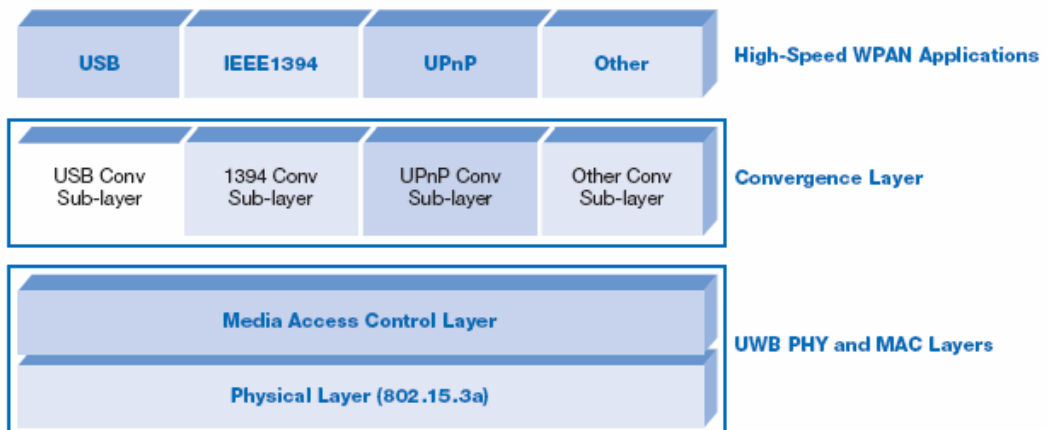 USB IEEE1394 UPnP Other High-Speed WPAN Applications
USB Conv 1394 Conv UPnP Conv Other Conv
Sub-layer Sub-layer Sub-layer Sub-layer
Convergence Layer
Media Access Control Layer
UWB PHY and MAC Layers
Physical Layer (802.15.3a)